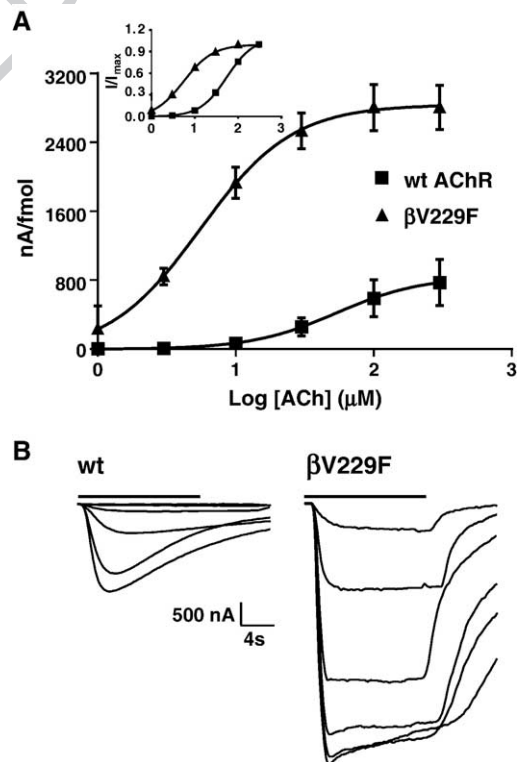 A
1.2
0.9
0.6
0.3
0.0
I/Imax
0 1 2 3
3200
2400
1600
800
0
nA/fmol
wt AChR
βV229F
0 1 2 3
Log [ACh] (μM)
B
wt βV229F
500 nA
4s